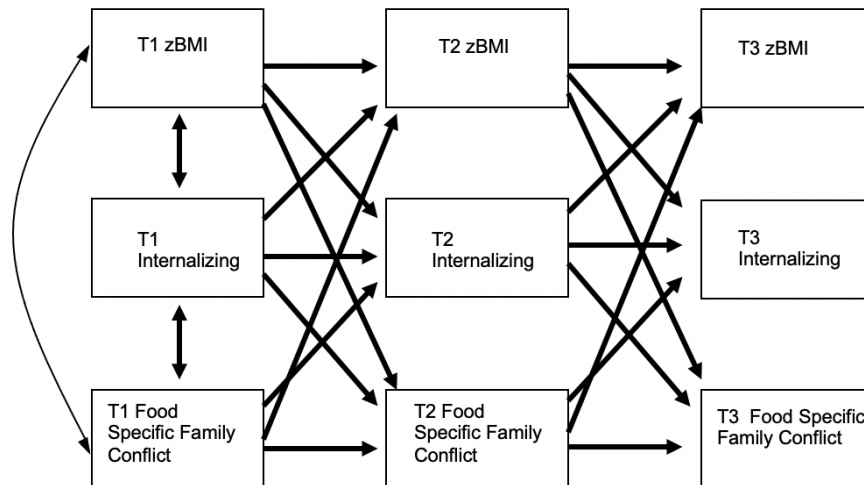 T1 zBMI
T2 zBMI
T3 zBMI
T1
Internalizing
T2
Internalizing
T3
Internalizing
T1 Food
Specific Family
Conflict
T2 Food
Specific Family
Conflict
T3 Food Specific
Family Conflict